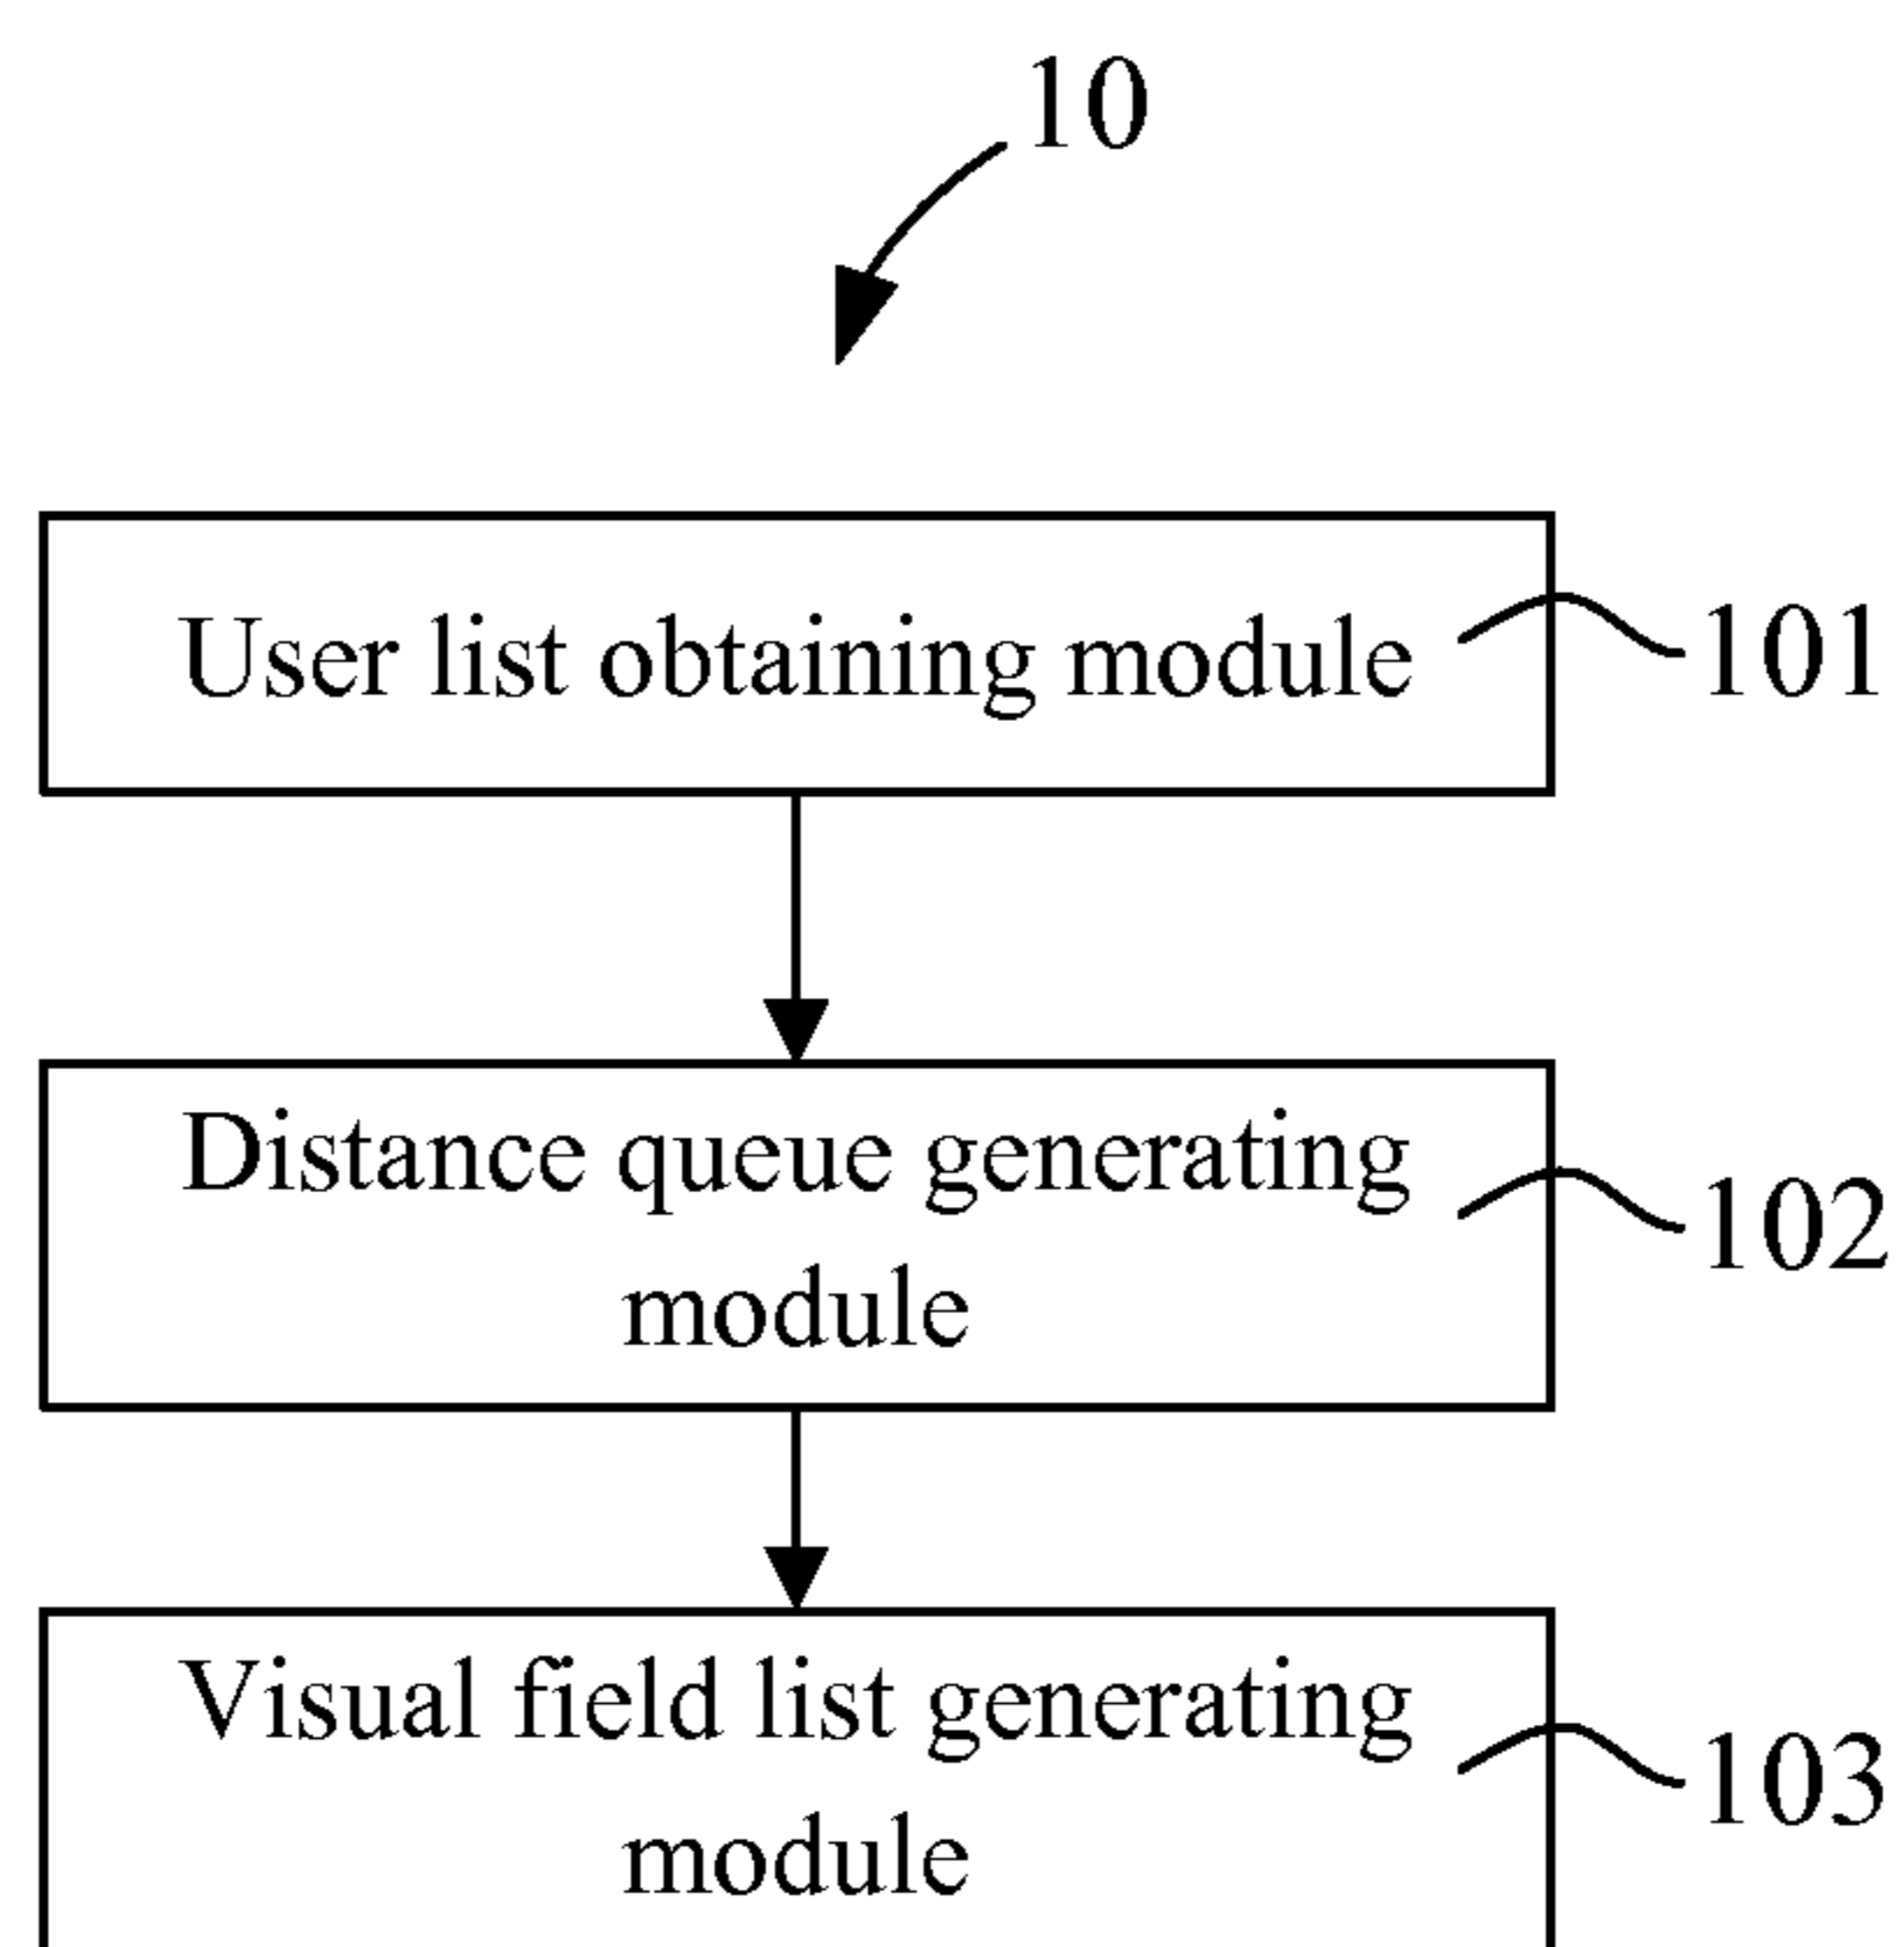 10
User list obtaining module
101
Distance queue generating
module
102
Visual field list generating
module
103